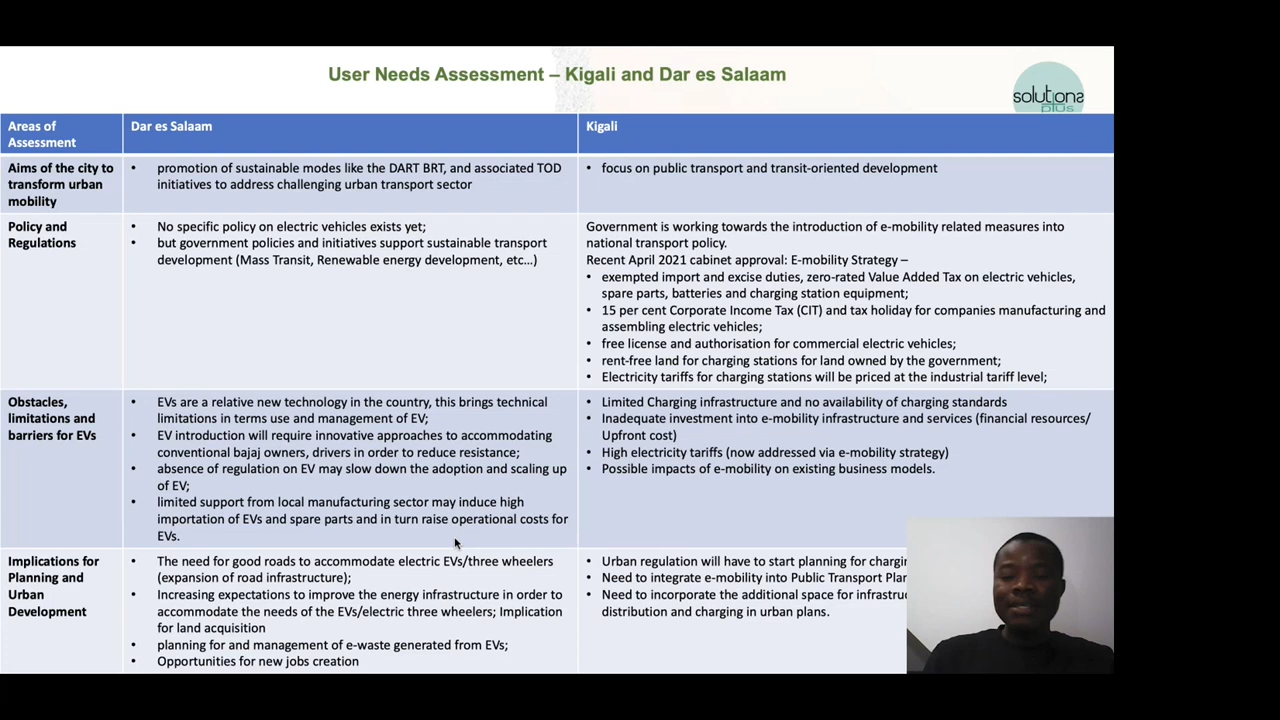 User Needs Assessment – Kigali and Dar es Salaam
solutions
plus
Areas of
Assessment
Dar es Salaam
Kigali
Aims of the city to
transform urban
mobility
• promotion of sustainable modes like the DART BRT, and associated TOD
initiatives to address challenging urban transport sector
• focus on public transport and transit-oriented development
Policy and
Regulations
• No specific policy on electric vehicles exists yet;
• but government policies and initiatives support sustainable transport
development (Mass Transit, Renewable energy development, etc…)
Government is working towards the introduction of e-mobility related measures into
national transport policy.
Recent April 2021 cabinet approval: E-mobility Strategy –
• exempted import and excise duties, zero-rated Value Added Tax on electric vehicles,
spare parts, batteries and charging station equipment;
• 15 per cent Corporate Income Tax (CIT) and tax holiday for companies manufacturing and
assembling electric vehicles;
• free license and authorisation for commercial electric vehicles;
• rent-free land for charging stations for land owned by the government;
• Electricity tariffs for charging stations will be priced at the industrial tariff level;
Obstacles,
limitations and
barriers for EVs
• EVs are a relative new technology in the country, this brings technical
limitations in terms use and management of EV;
• EV introduction will require innovative approaches to accommodating
conventional bajaj owners, drivers in order to reduce resistance;
• absence of regulation on EV may slow down the adoption and scaling up
of EV;
• limited support from local manufacturing sector may induce high
importation of EVs and spare parts and in turn raise operational costs for
EVs.
• Limited Charging infrastructure and no availability of charging standards
• Inadequate investment into e-mobility infrastructure and services (financial resources/
Upfront cost)
• High electricity tariffs (now addressed via e-mobility strategy)
• Possible impacts of e-mobility on existing business models.
Implications for
Planning and
Urban
Development
• The need for good roads to accommodate electric EVs/three wheelers
(expansion of road infrastructure);
• Increasing expectations to improve the energy infrastructure in order to
accommodate the needs of the EVs/electric three wheelers; Implication
for land acquisition
• planning for and management of e-waste generated from EVs;
• Opportunities for new jobs creation
• Urban regulation will have to start planning for
• Need to integrate e-mobility into Public Transport
• Need to incorporate the additional space for
distribution and charging in urban plans.